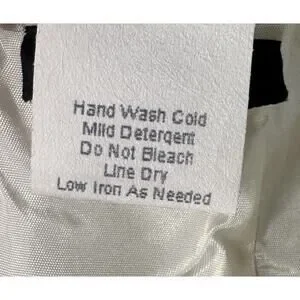 Hand Wash Cold
Mild Detergent
Do Not Bleach
Line Dry
Low Iron As Needed